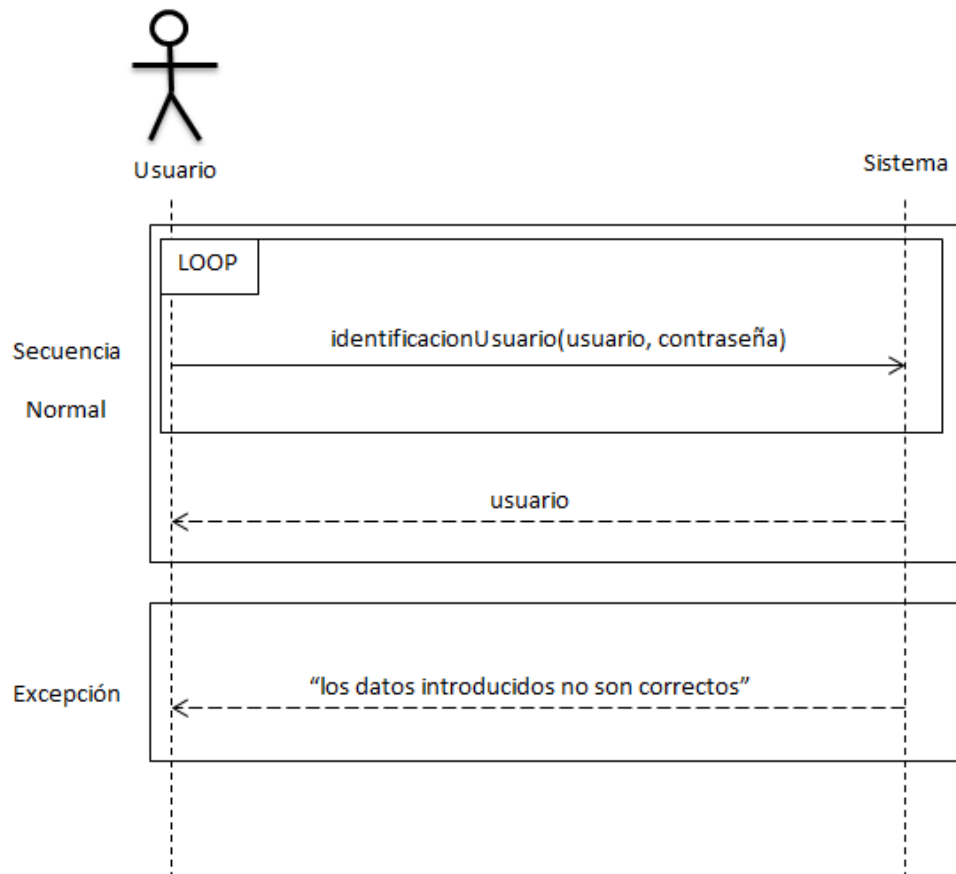 Usuario
Sistema
LOOP
identificacionUsuario(usuario, contraseña)
Secuencia
Normal
usuario
Excepción
“los datos introducidos no son correctos”